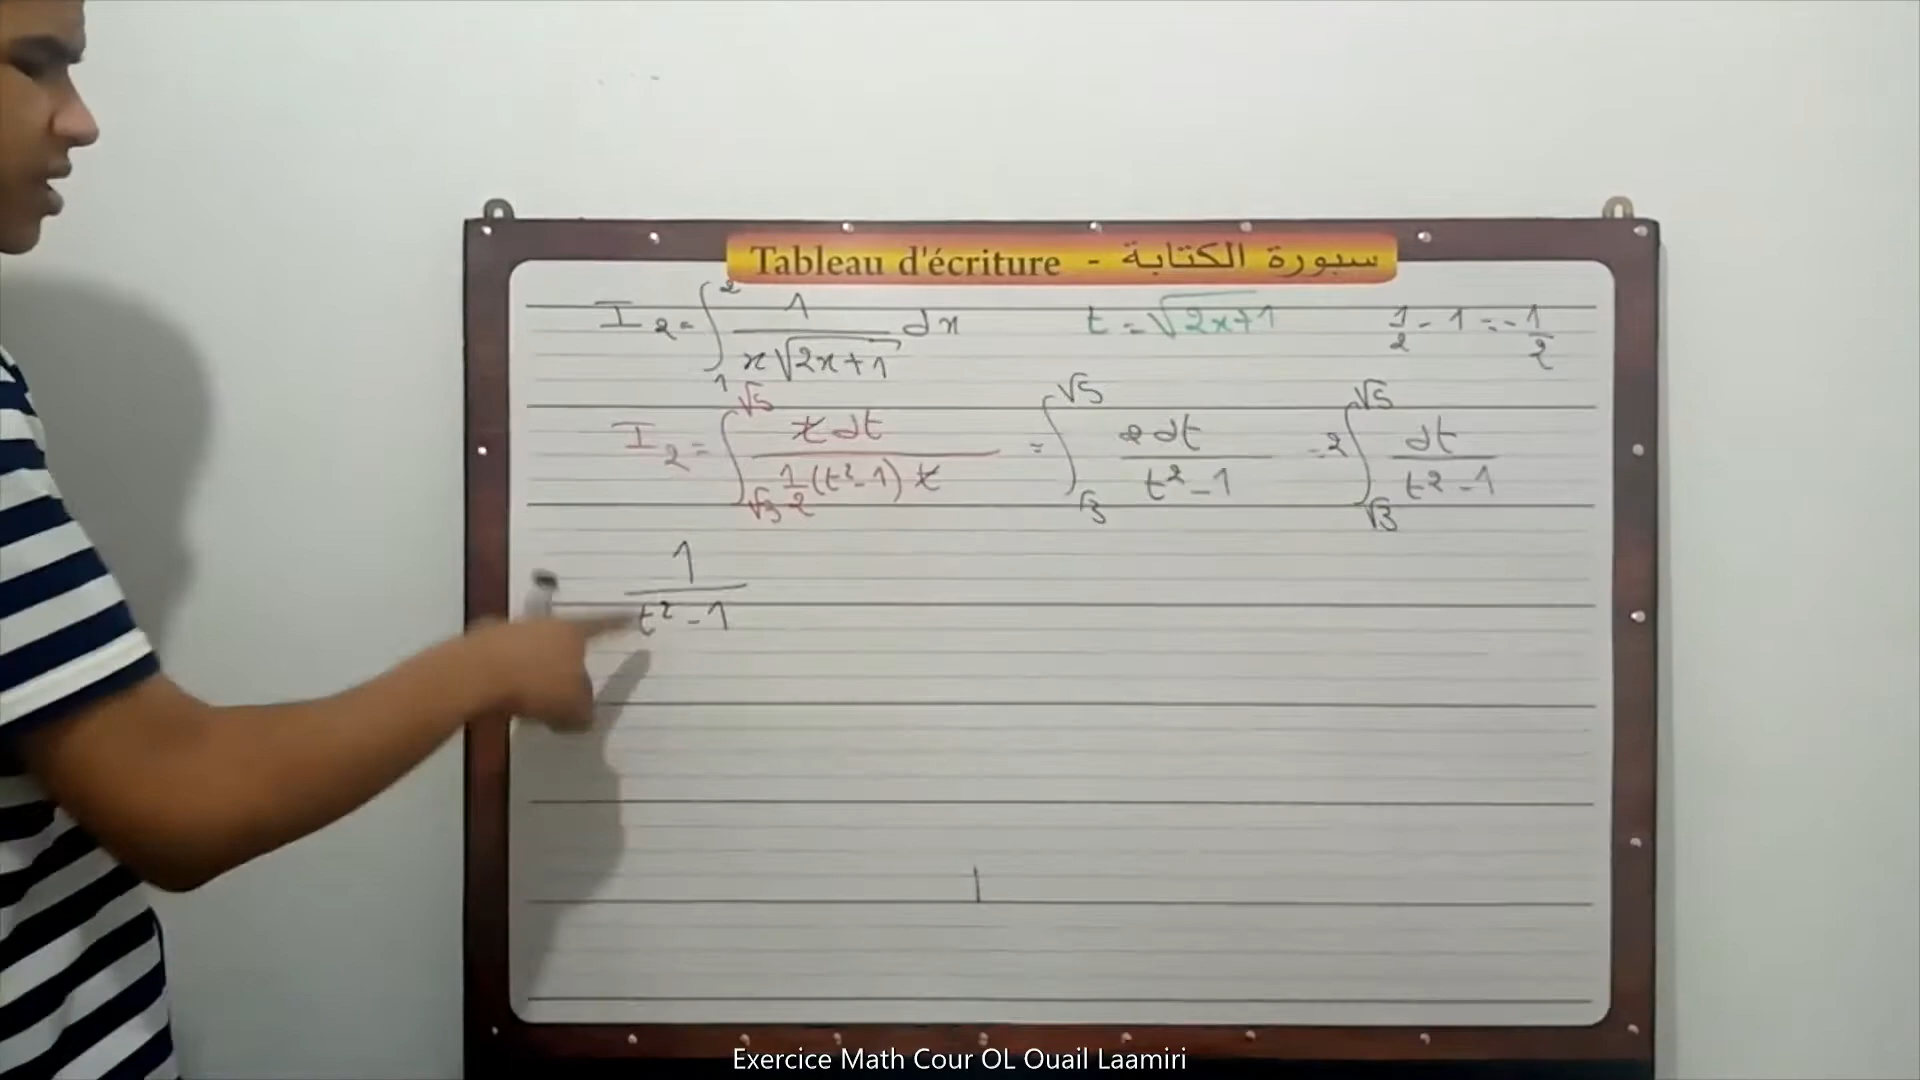 Tableau d'écriture - سبورة الكتابة
I₂ = ∫₁² 1/(x√(2x+1)) dx    t = √(2x+1)    1/2 - 1 = -1/2
I₂ = ∫_√3^√5 t dt/(1/2 (t² - 1) t) = ∫_√3^√5 2dt/(t² - 1) = 2 ∫_√3^√5 dt/(t² - 1)
1/(t² - 1)
Exercice Math Cour OL Ouail Laamiri